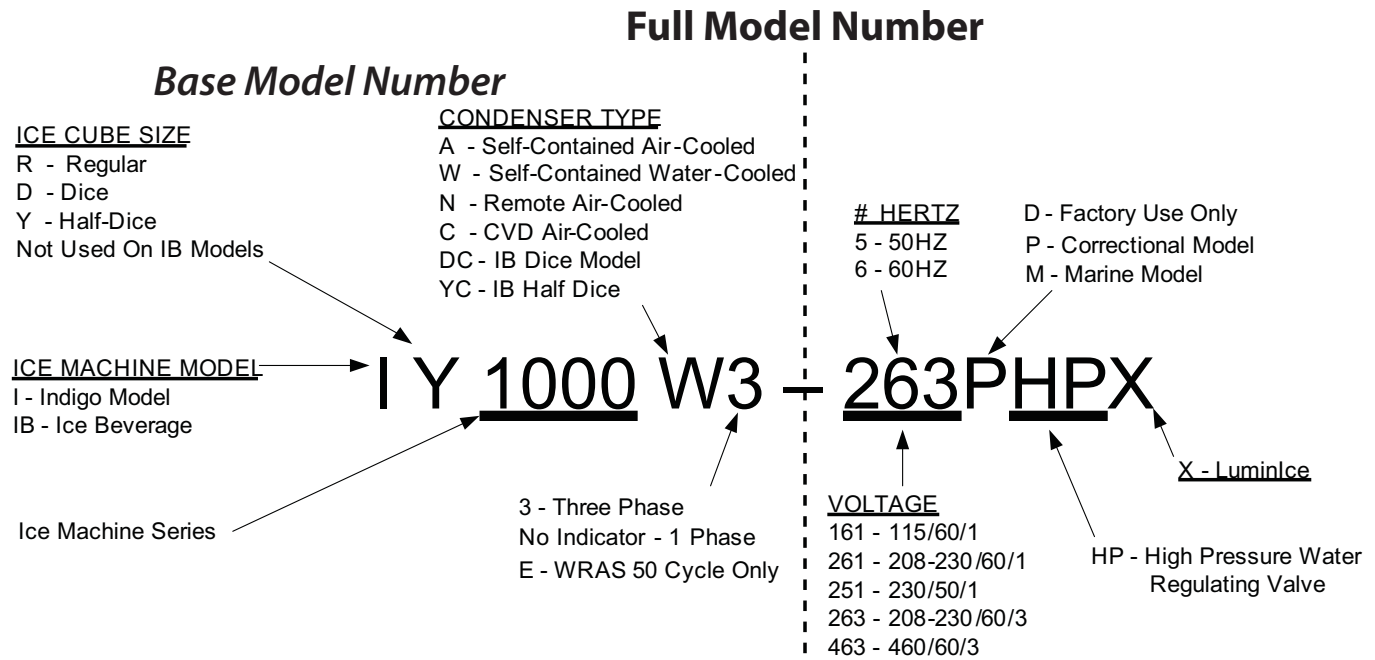 Full Model Number
Base Model Number
ICE CUBE SIZE
R - Regular
D - Dice
Y - Half-Dice
Not Used On IB Models
CONDENSER TYPE
A - Self-Contained Air-Cooled
W - Self-Contained Water-Cooled
N - Remote Air-Cooled
C - CVD Air-Cooled
DC - IB Dice Model
YC - IB Half Dice
# HERTZ
5 - 50HZ
6 - 60HZ
D - Factory Use Only
P - Correctional Model
M - Marine Model
ICE MACHINE MODEL
I - Indigo Model
IB - Ice Beverage
I Y 1000 W3 – 263PHPX
Ice Machine Series
3 - Three Phase
No Indicator - 1 Phase
E - WRAS 50 Cycle Only
VOLTAGE
161 - 115/60/1
261 - 208-230/60/1
251 - 230/50/1
263 - 208-230/60/3
463 - 460/60/3
X - LuminIce
HP - High Pressure Water
Regulating Valve